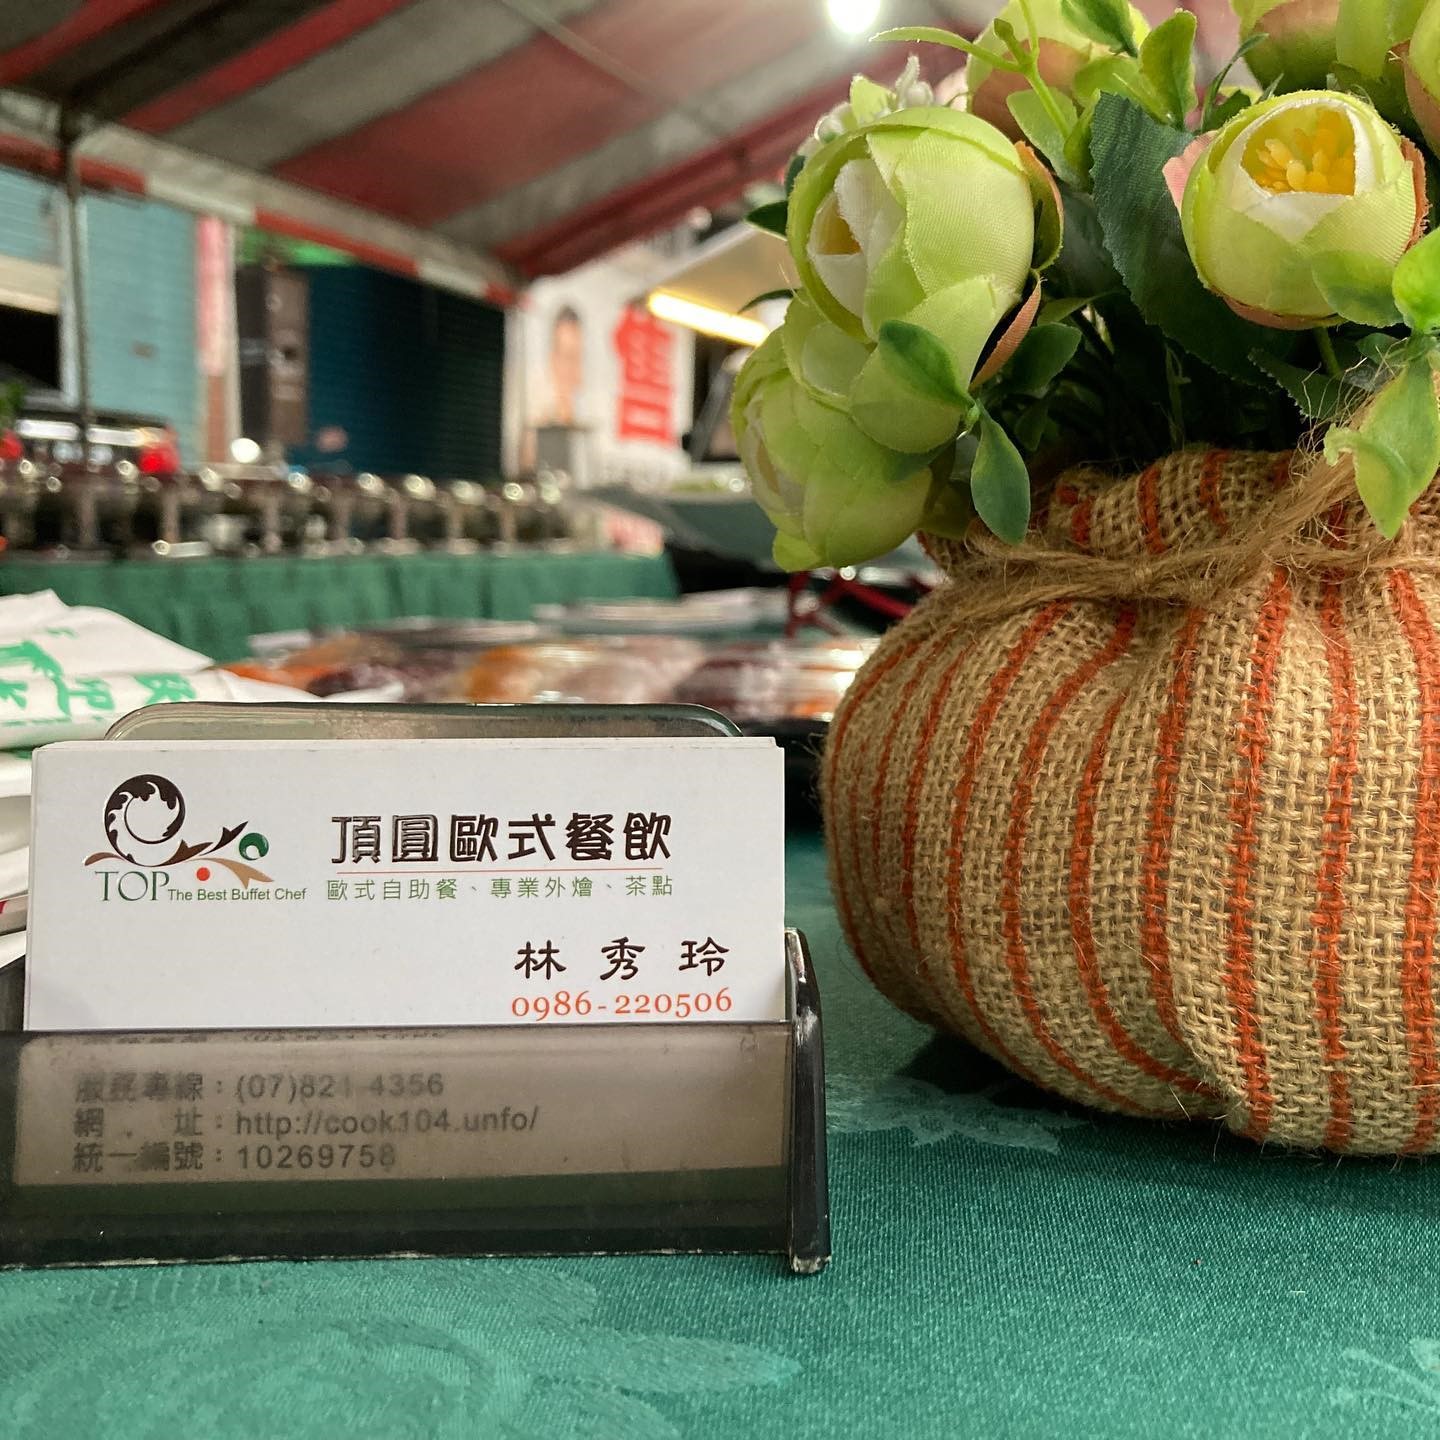 頂圓歐式餐飲
TOP The Best Buffet Chef
歐式自助餐、專業外燴、茶點
林秀玲
0986-220506
服務專線：(07)821-4356
網　　址：http://cook104.unfo/
統一編號：10269758